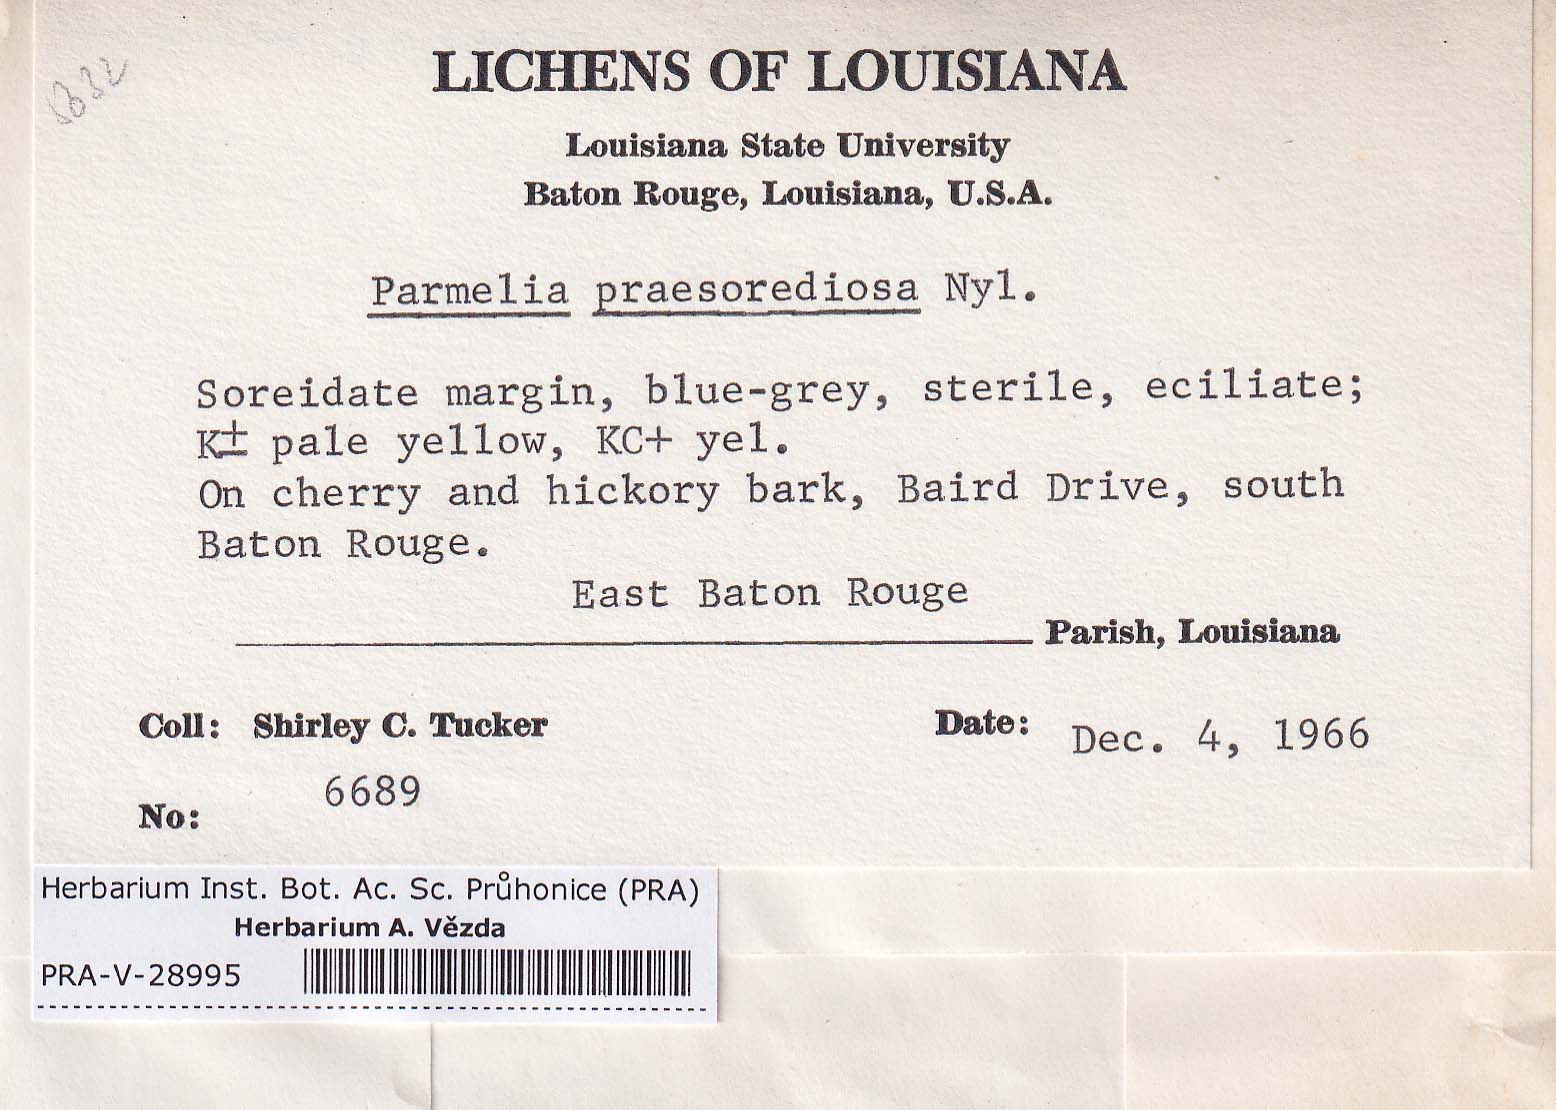 LICHENS OF LOUISIANA
Louisiana State University
Baton Rouge, Louisiana, U.S.A.
Parmelia praesorediosa Nyl.
Soreidate margin, blue-grey, sterile, eciliate;
K± pale yellow, KC+ yel.
On cherry and hickory bark, Baird Drive, south
Baton Rouge.
East Baton Rouge
Parish, Louisiana
Coll: Shirley C. Tucker
Date: Dec. 4, 1966
No: 6689
Herbarium Inst. Bot. Ac. Sc. Průhonice (PRA)
Herbarium A. Vězda
PRA-V-28995